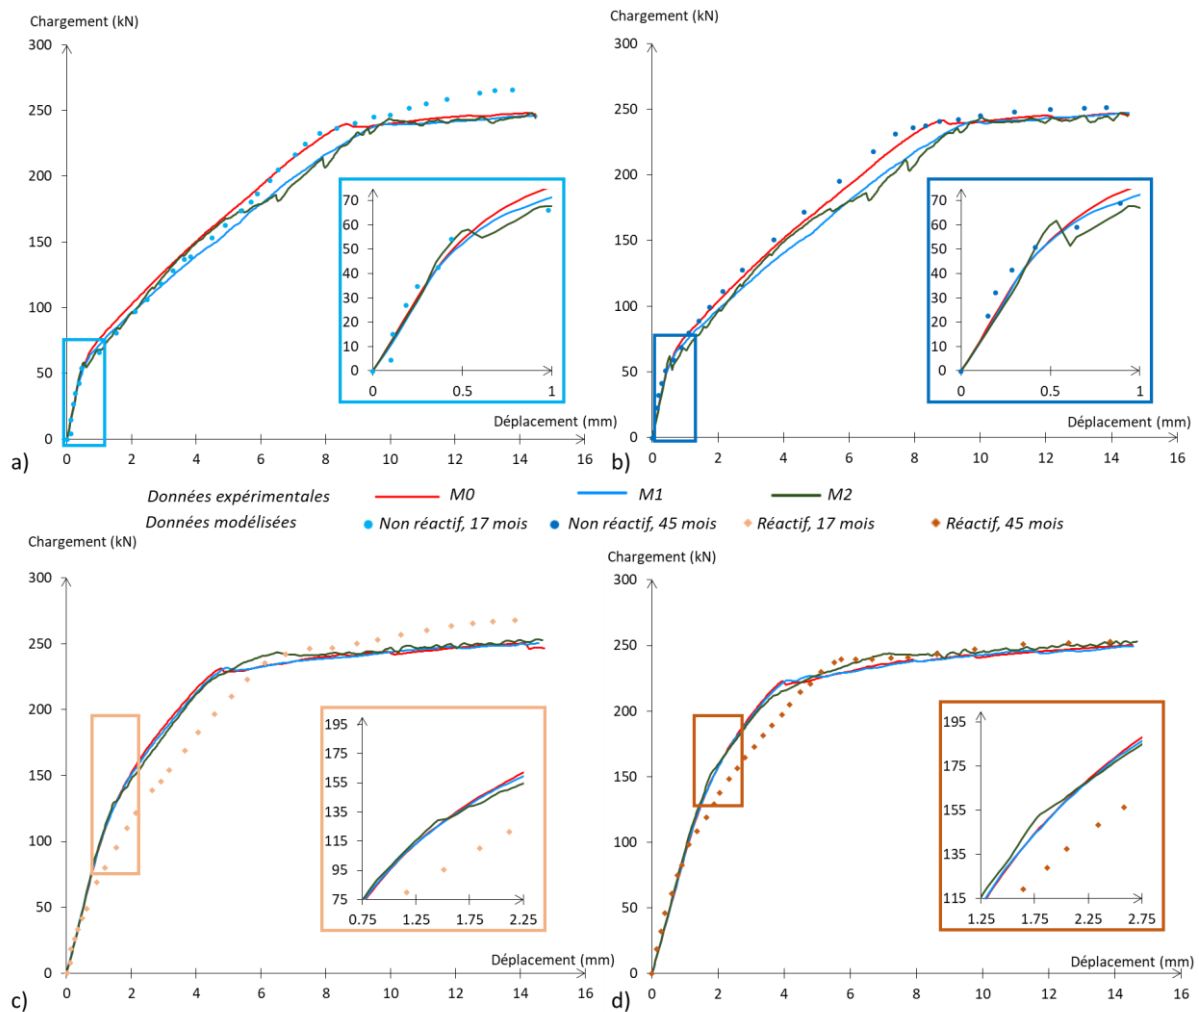 Chargement (kN)
300
250
200
150
100
50
0
0 2 4 6 8 10 12 14 16
Déplacement (mm)
70
60
50
40
30
20
10
0
0 0.5 1
a)
Chargement (kN)
300
250
200
150
100
50
0
0 2 4 6 8 10 12 14 16
Déplacement (mm)
70
60
50
40
30
20
10
0
0 0.5 1
b)
Données expérimentales M0 M1 M2
Données modélisées Non réactif, 17 mois Non réactif, 45 mois Réactif, 17 mois Réactif, 45 mois
Chargement (kN)
300
250
200
150
100
50
0
0 2 4 6 8 10 12 14 16
Déplacement (mm)
195
175
155
135
115
95
75
0.75 1.25 1.75 2.25
c)
Chargement (kN)
300
250
200
150
100
50
0
0 2 4 6 8 10 12 14 16
Déplacement (mm)
195
175
155
135
115
1.25 1.75 2.25 2.75
d)